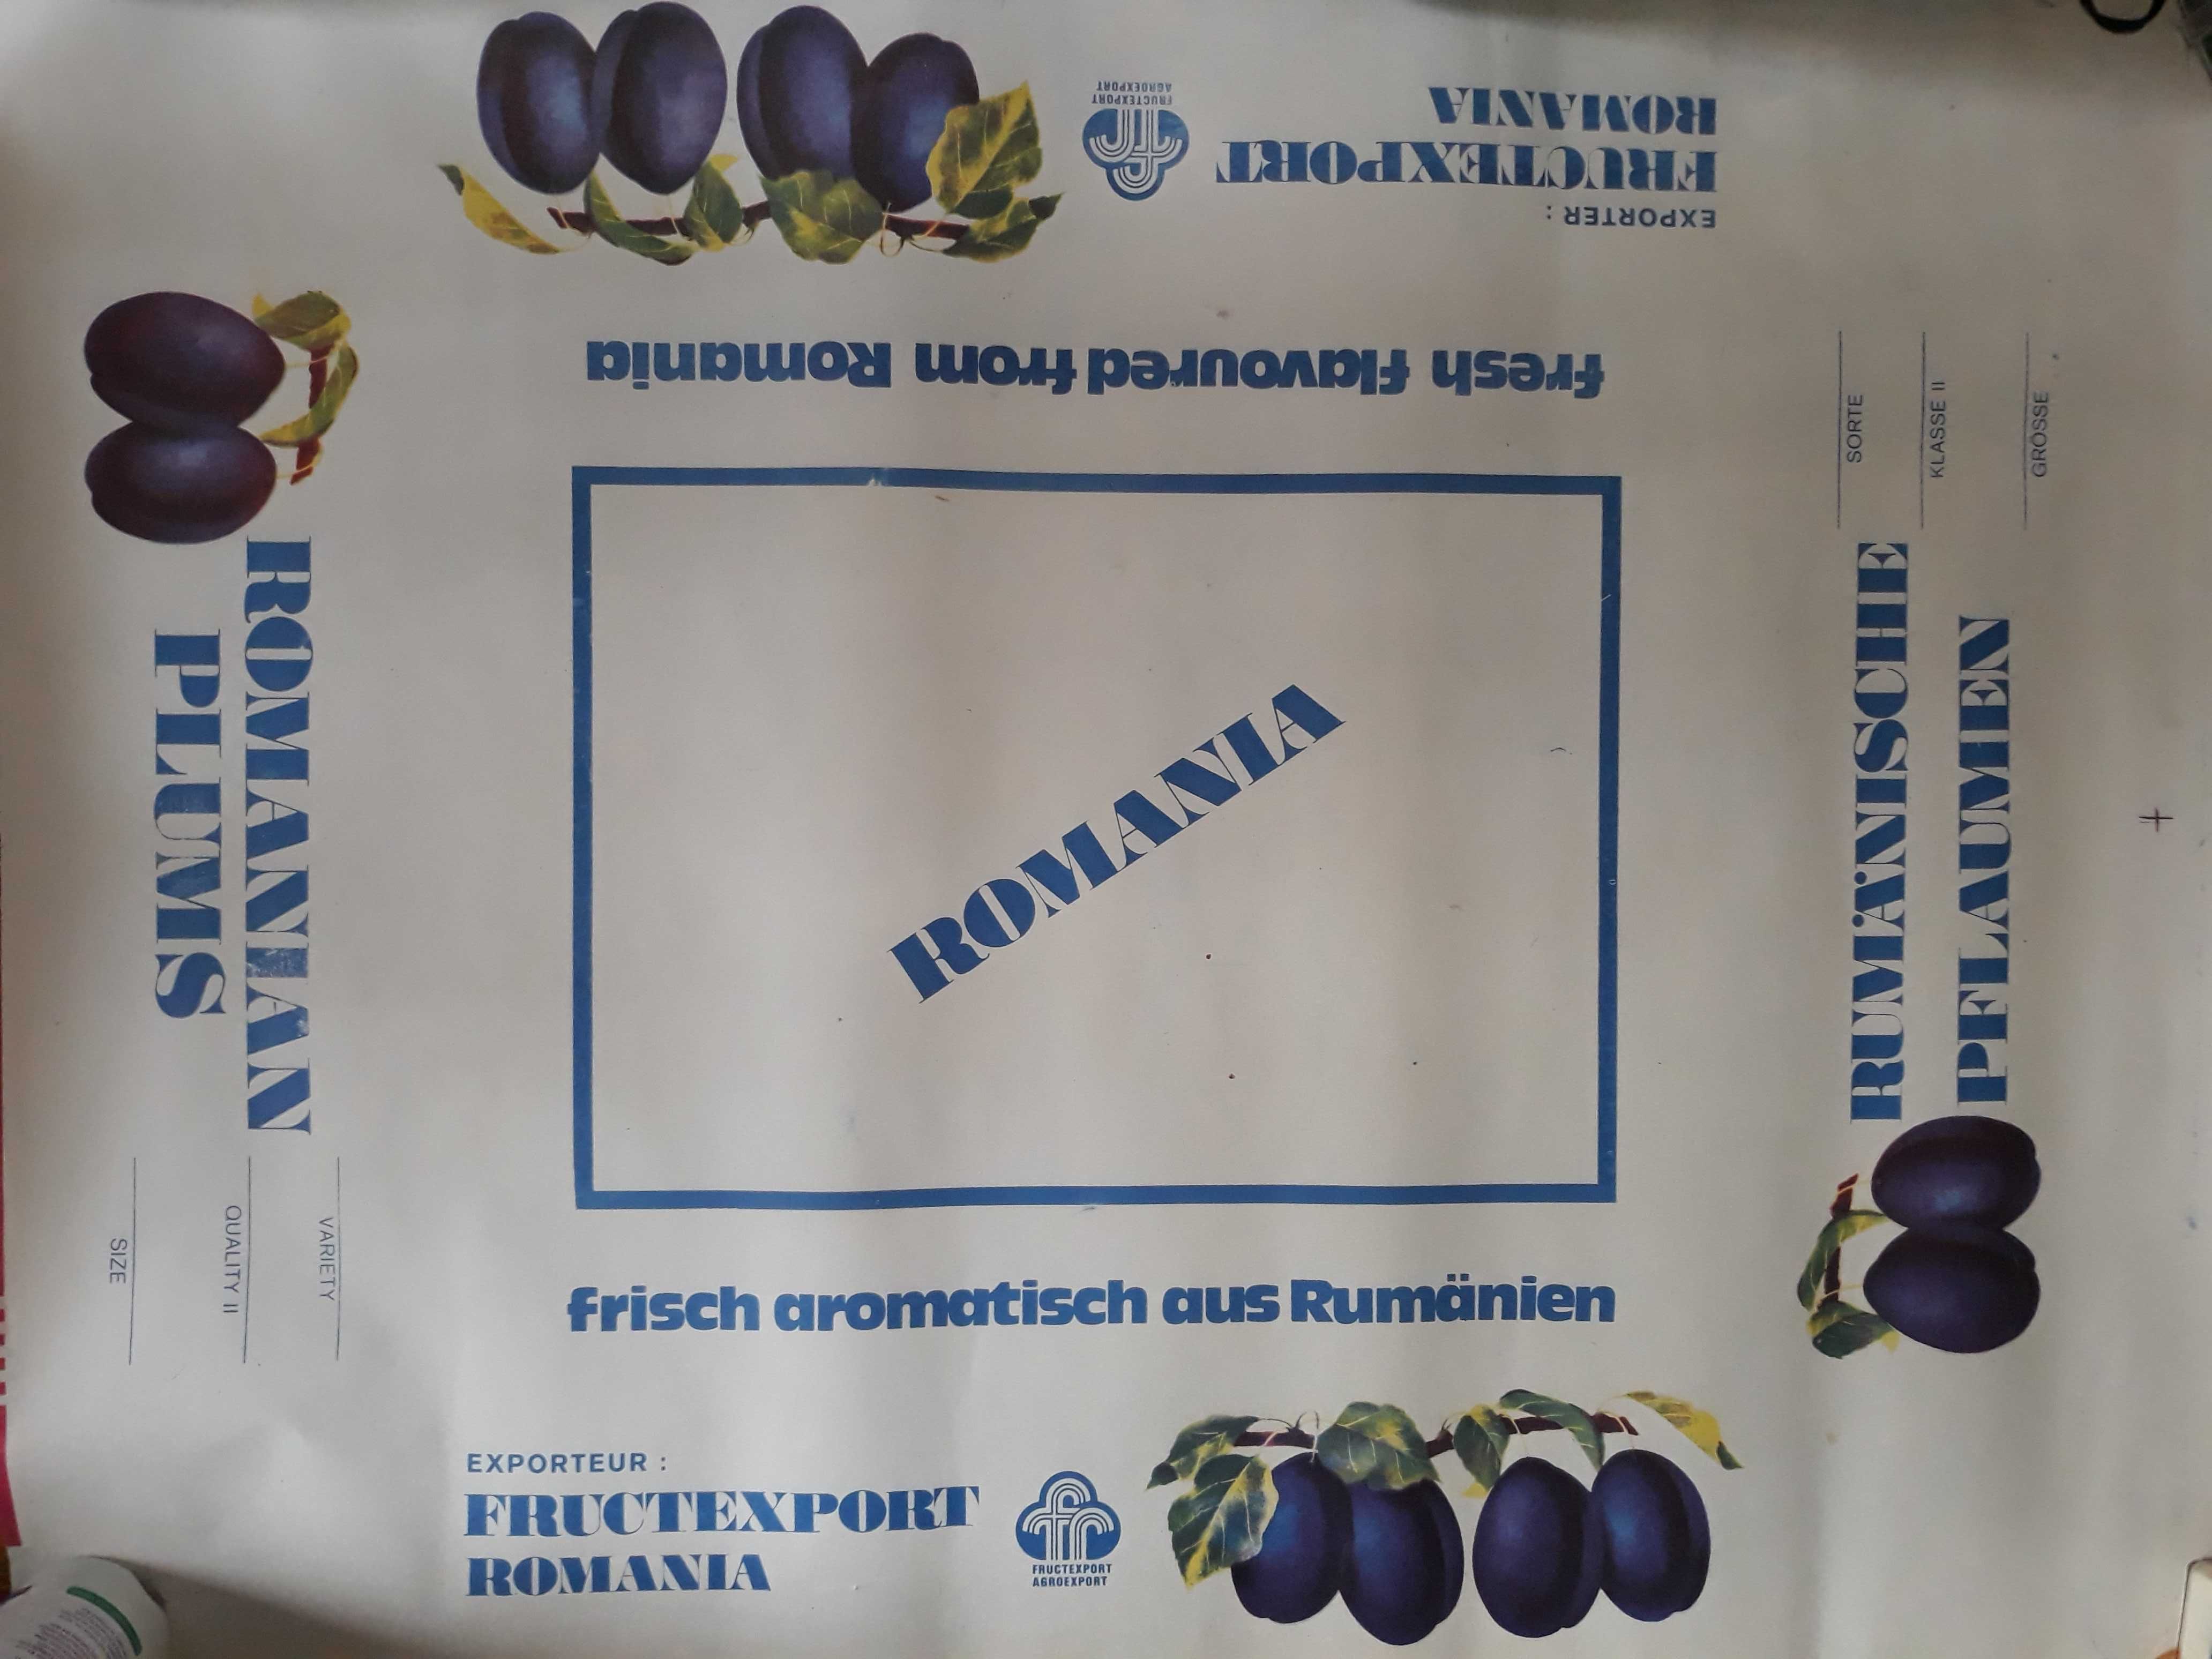 EXPORTER :
FRUCTEXPORT
ROMANIA
FRUCTEXPORT
AGROEXPORT
fresh flavoured from Romania
ROMANIAN
PLUMS
VARIETY
QUALITY II
SIZE
ROMANIA
SORTE
KLASSE II
GRÖSSE
RUMÄNISCHE
PFLAUMEN
frisch aromatisch aus Rumänien
EXPORTEUR :
FRUCTEXPORT
ROMANIA
FRUCTEXPORT
AGROEXPORT